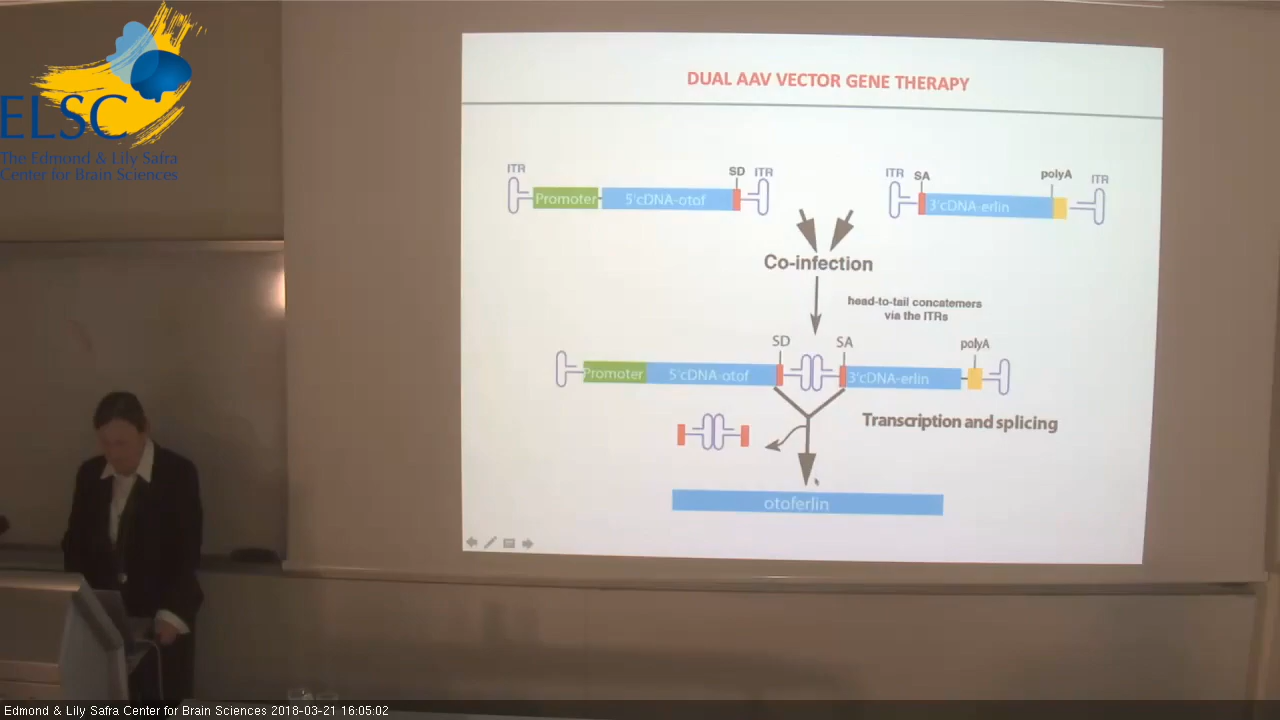 ELSC
The Edmond & Lily Safra
Center for Brain Sciences
DUAL AAV VECTOR GENE THERAPY
ITR
SD
ITR
Promoter
5'cDNA-otof
ITR
SA
polyA
ITR
3'cDNA-erlin
Co-infection
head-to-tail concatemers
via the ITRs
SD
SA
polyA
Promoter
5'cDNA-otof
3'cDNA-erlin
Transcription and splicing
otoferlin
Edmond & Lily Safra Center for Brain Sciences 2018-03-21 16:05:02